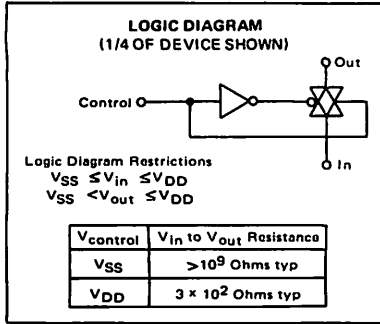 LOGIC DIAGRAM
(1/4 OF DEVICE SHOWN)
Out
Control
In
Logic Diagram Restrictions
VSS ≤Vin ≤VDD
VSS <Vout ≤VDD
Vcontrol Vin to Vout Resistance
VSS >10⁹ Ohms typ
VDD 3 × 10² Ohms typ